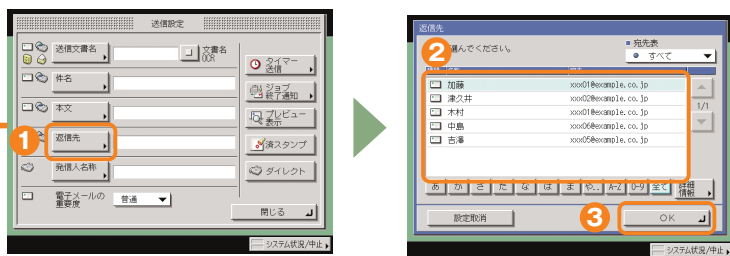 送信設定
送信文書名
文書名
OCR
タイマー
送信
件名
ジョブ
終了通知
本文
プレビュー
表示
1
返信先
済スタンプ
発信人名称
ダイレクト
電子メールの
重要度
普通
閉じる
システム状況/中止
返信先
2
選んでください。
宛先表
すべて
加藤 xxx01@example.co.jp
津久井 xxx02@example.co.jp
木村 xxx01@example.co.jp
中島 xxx06@example.co.jp
吉澤 xxx05@example.co.jp
1/1
あ か さ た な は ま や.. A-Z 0-9 全て 詳細
情報
設定取消
3
OK
システム状況/中止